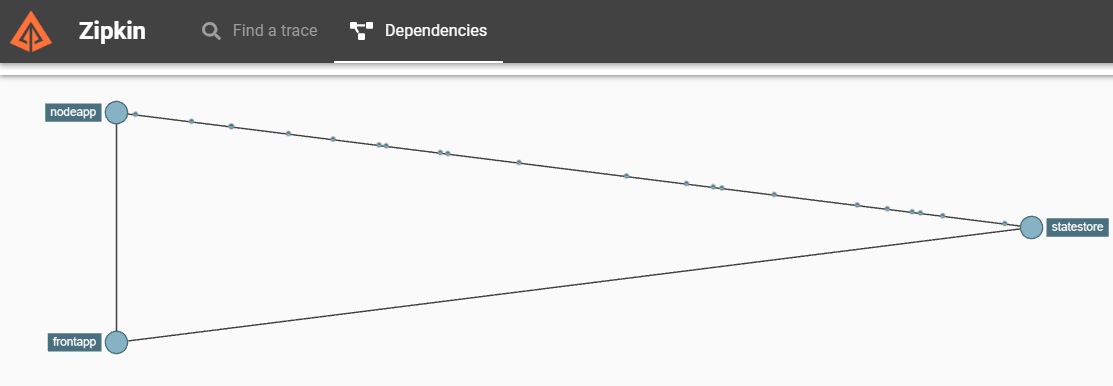 Zipkin
Find a trace
Dependencies
nodeapp
statestore
frontapp